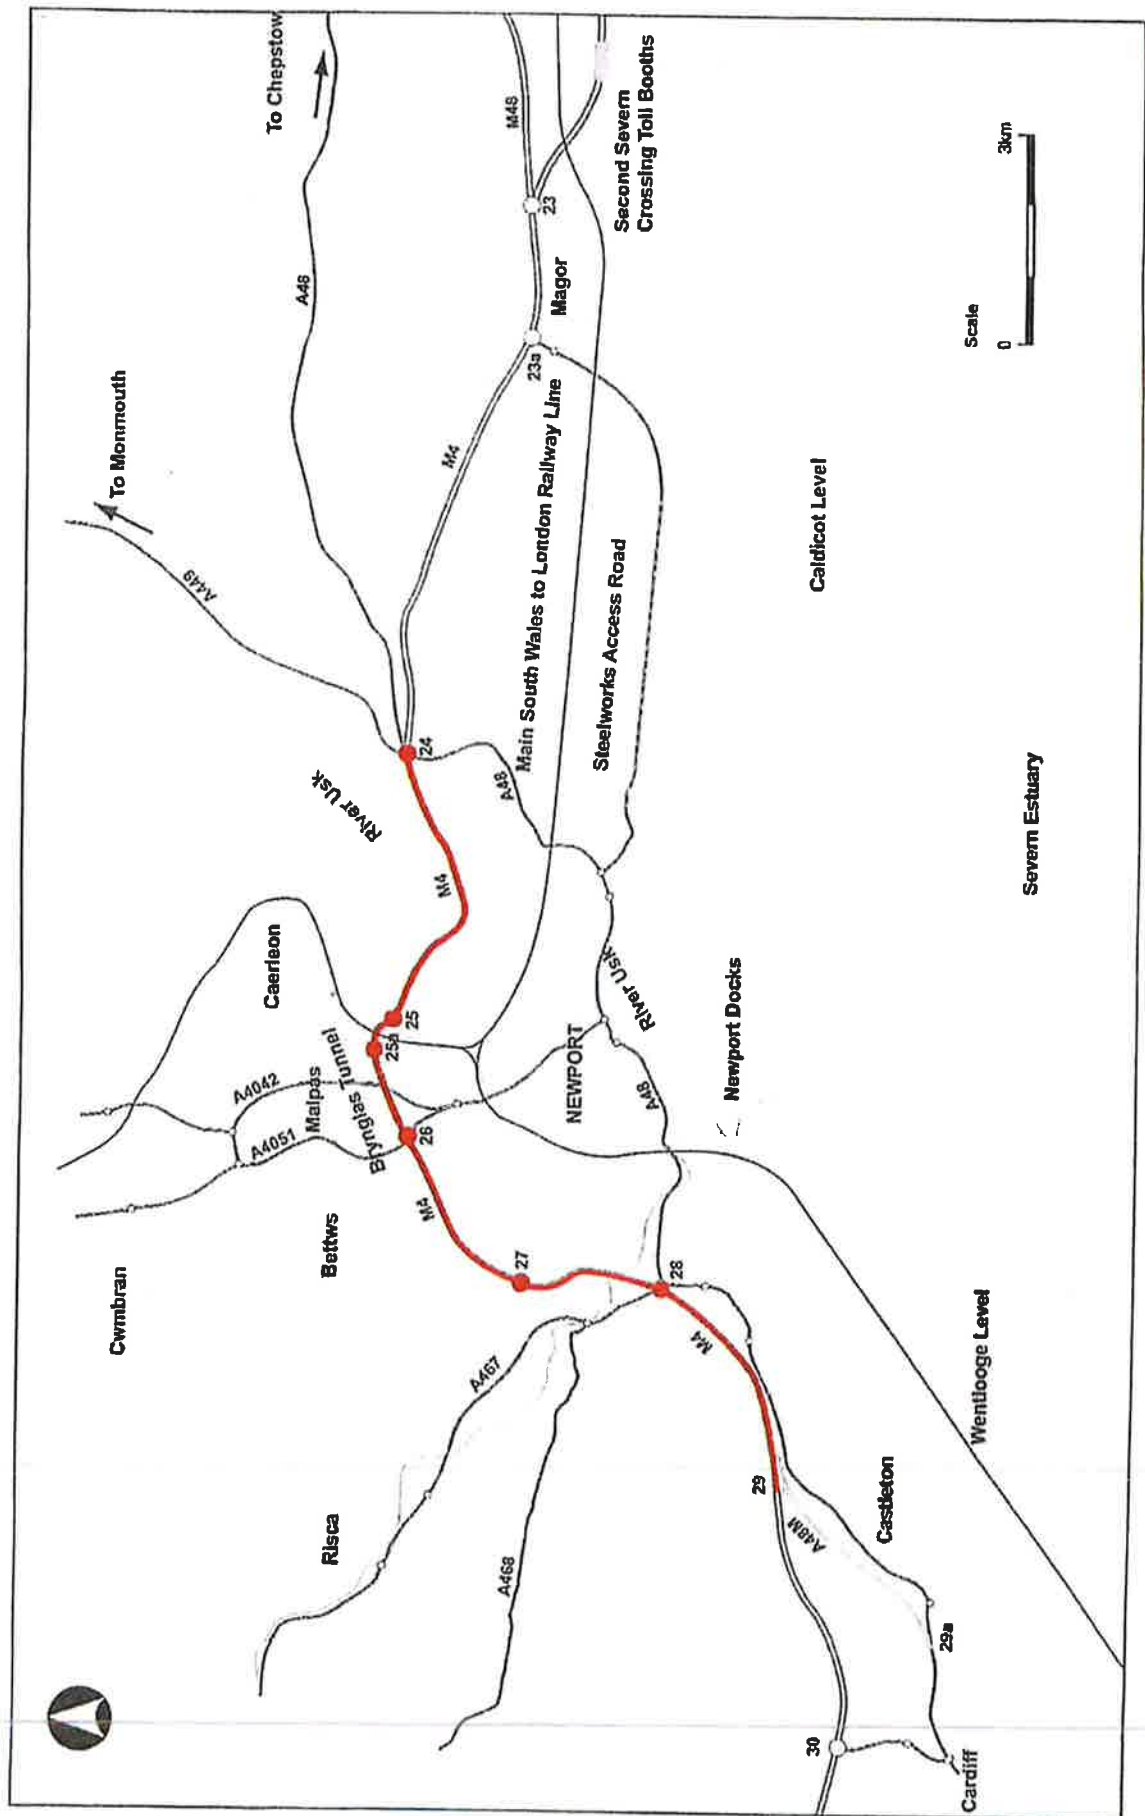 To Chepstow
To Monmouth
A48
M48
A449
M4
23
23a
Magor
Second Severn
Crossing Toll Booths
River Usk
24
Main South Wales to London Railway Line
Steelworks Access Road
A48
Caldicot Level
Scale
0
3km
Caerleon
M4
25
25a
Brynglas Tunnel
Malpas
A4042
A4051
Cwmbran
Bettws
26
M4
NEWPORT
River Usk
A48
Newport Docks
Severn Estuary
27
28
M4
A467
Risca
A468
29
A48M
Castleton
Wentlooge Level
29a
30
Cardiff